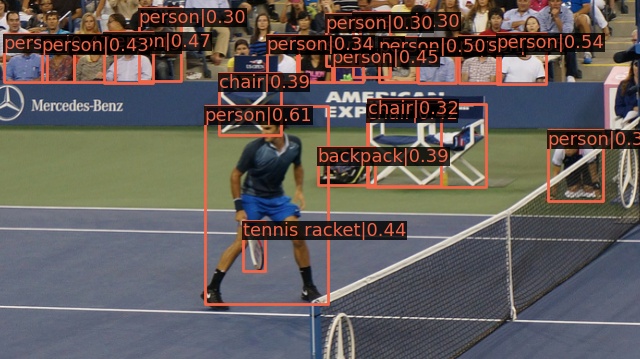 person|0.30
person|0.30
30
pers
person|0.43
n|0.47
person|0.34
person|0.50
person|0.54
person|0.45
chair|0.39
Mercedes-Benz
AMERICAN
EXP
chair|0.32
person|0.61
person|0.3
backpack|0.39
tennis racket|0.44